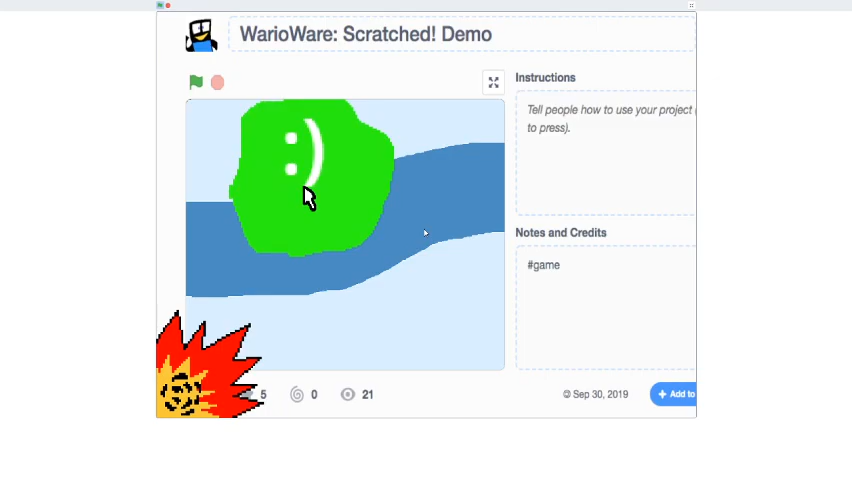 WarioWare: Scratched! Demo
Instructions
Tell people how to use your project (
to press).
Notes and Credits
:)
#game
5
0
21
© Sep 30, 2019
+ Add to